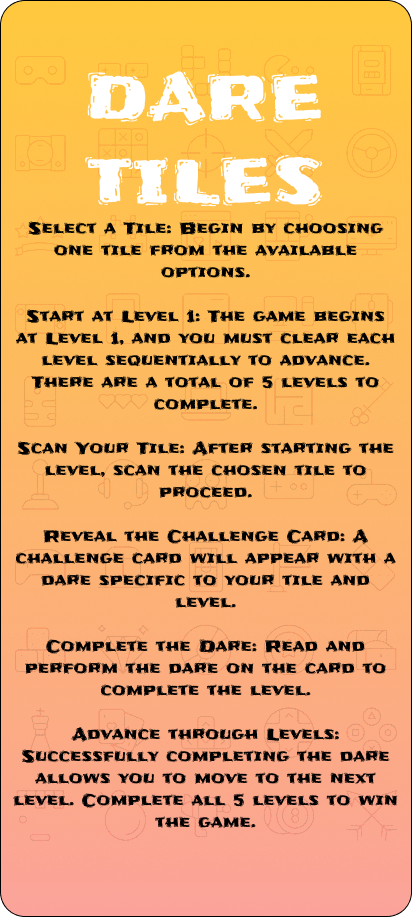 DARE
TILES
Select a Tile: Begin by choosing
one tile from the available
options.
Start at Level 1: The game begins
at Level 1, and you must clear each
level sequentially to advance.
There are a total of 5 levels to
complete.
Scan Your Tile: After starting the
level, scan the chosen tile to
proceed.
Reveal the Challenge Card: A
challenge card will appear with a
dare specific to your tile and
level.
Complete the Dare: Read and
perform the dare on the card to
complete the level.
Advance through Levels:
Successfully completing the dare
allows you to move to the next
level. Complete all 5 levels to win
the game.